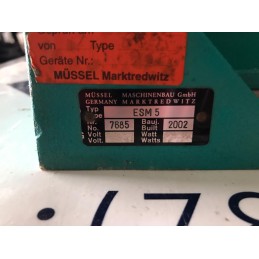 von Type
Geräte Nr.:
MÜSSEL Marktredwitz
MÜSSEL MASCHINENBAU GmbH
GERMANY MARKTREDWITZ
Typ
Type ESM 5
Nr. Bauj.
No. 7685 Built 2002
Volt Watt
Volt. Watts